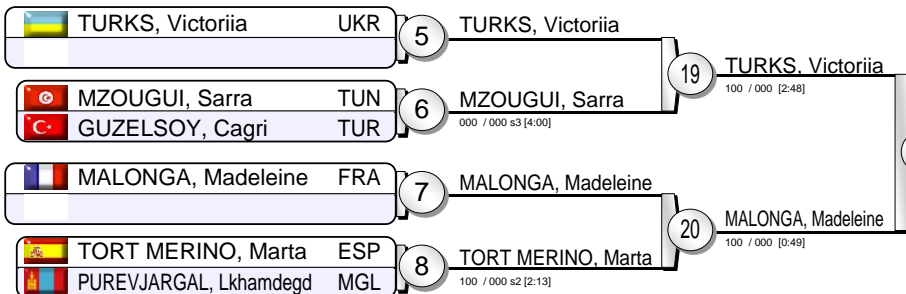 TURKS, Victoriia UKR
5
TURKS, Victoriia
19
TURKS, Victoriia
100 / 000 [2:48]
MZOUGUI, Sarra TUN
GUZELSOY, Cagri TUR
6
MZOUGUI, Sarra
000 / 000 s3 [4:00]
MALONGA, Madeleine FRA
7
MALONGA, Madeleine
20
MALONGA, Madeleine
100 / 000 [0:49]
TORT MERINO, Marta ESP
PUREVJARGAL, Lkhamdegd MGL
8
TORT MERINO, Marta
100 / 000 s2 [2:13]